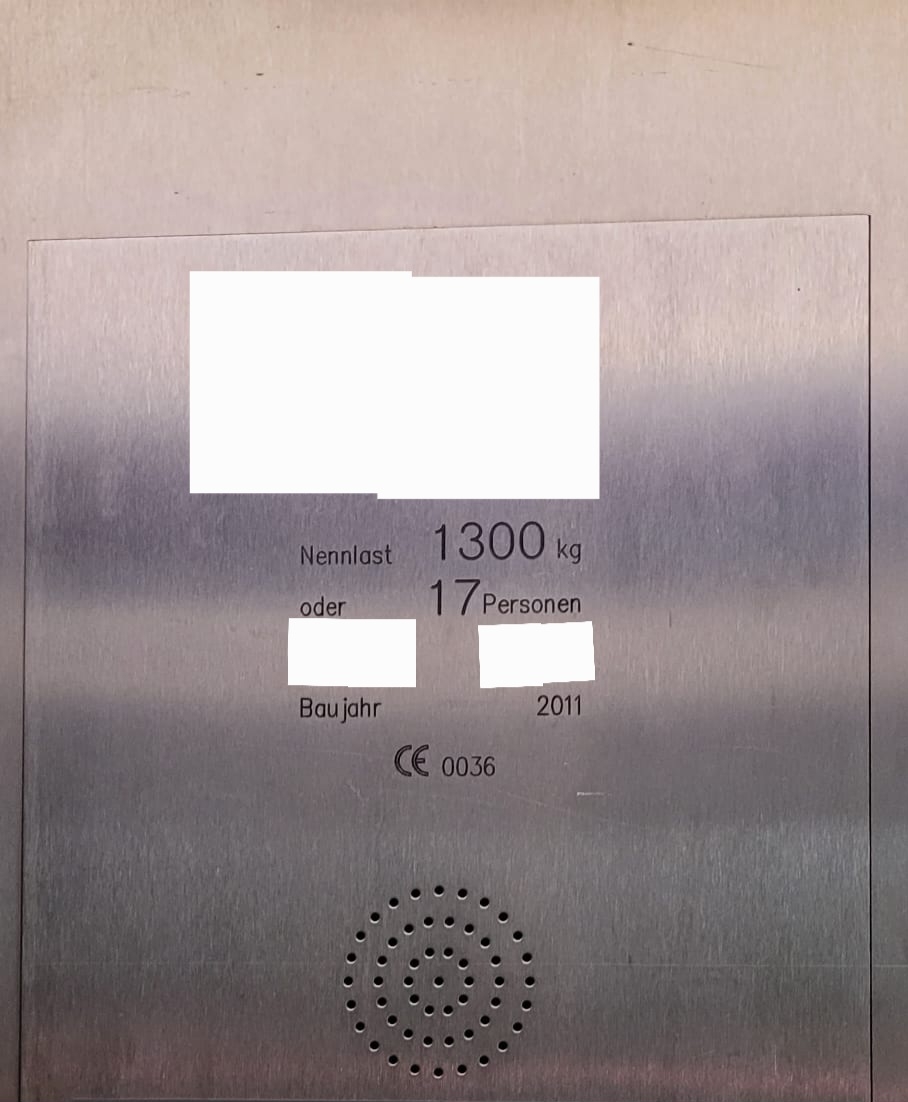 Nennlast 1300 kg
oder 17 Personen
Baujahr 2011
CE 0036